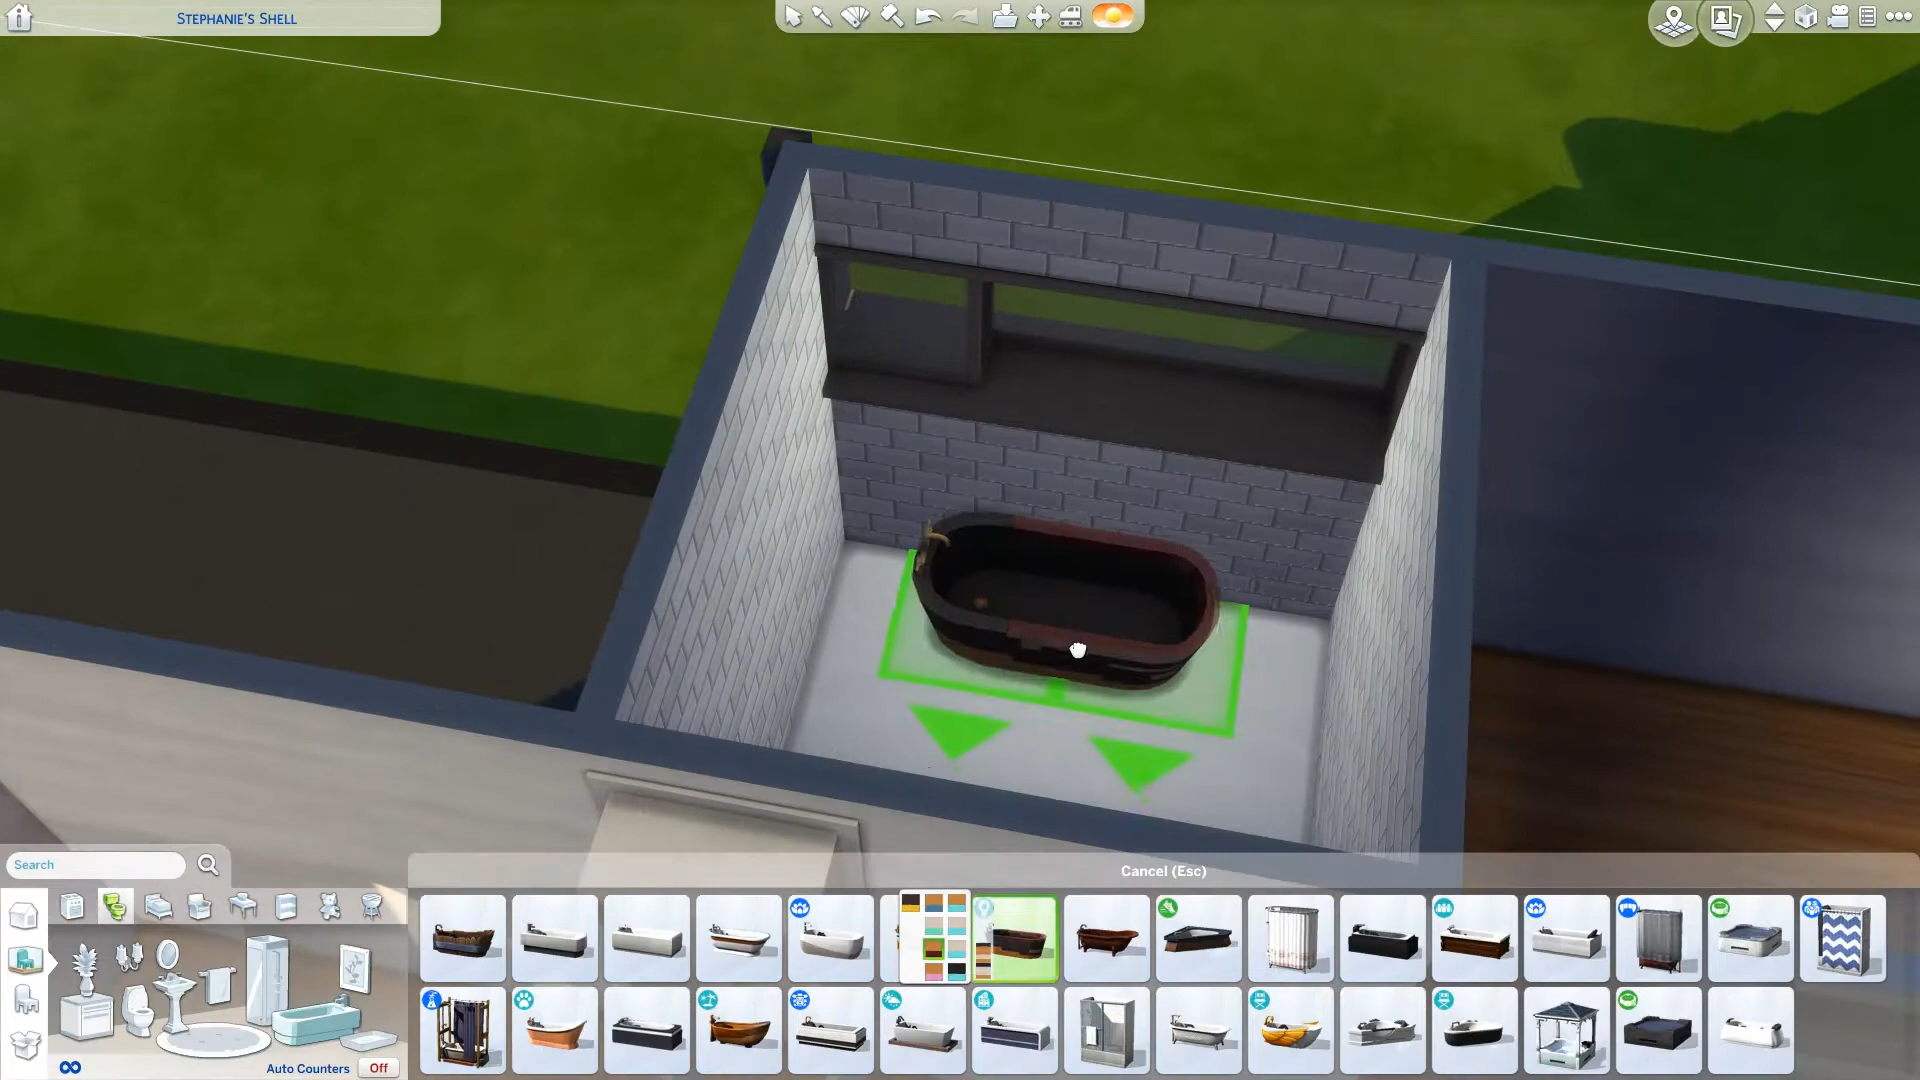 STEPHANIE'S SHELL
Search
Cancel (Esc)
Auto Counters
Off